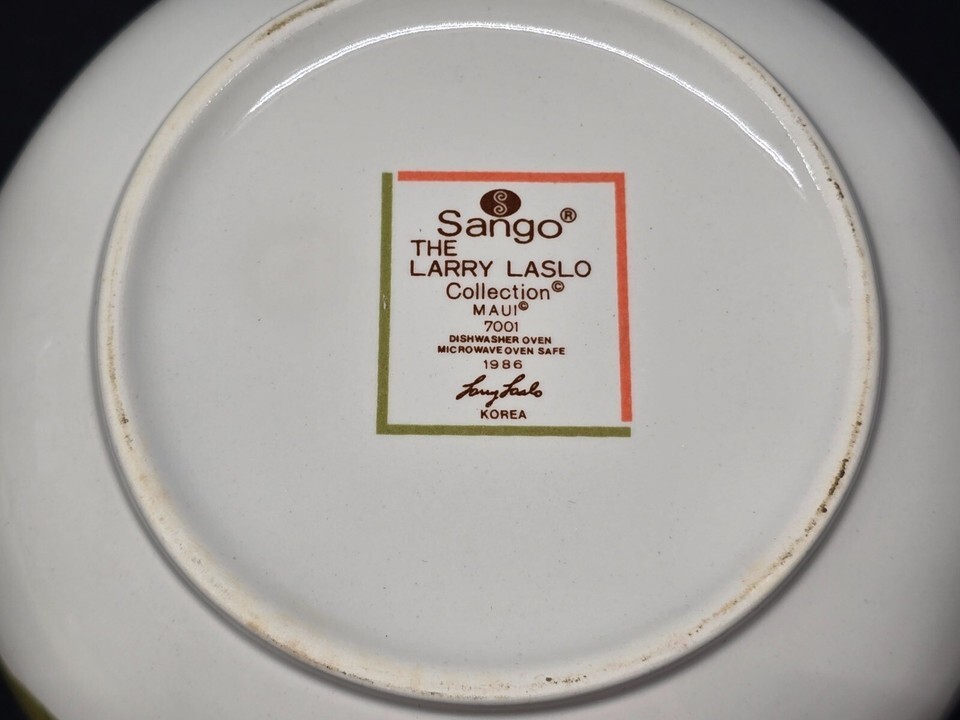 S
Sango®
THE
LARRY LASLO
Collection©
MAUI©
7001
DISHWASHER OVEN
MICROWAVE OVEN SAFE
1986
Larry Laslo
KOREA